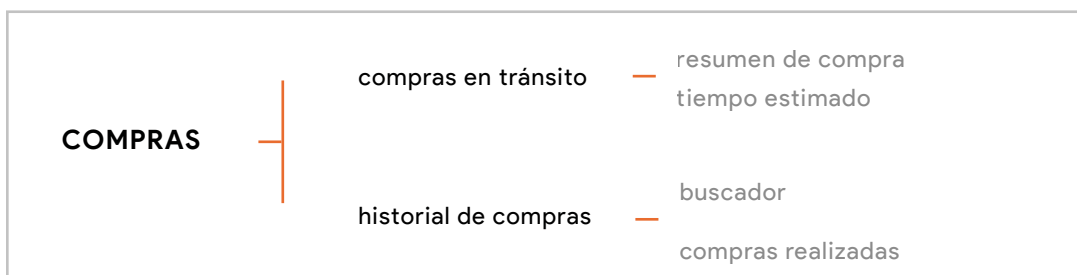 COMPRAS
compras en tránsito
resumen de compra
tiempo estimado
historial de compras
buscador
compras realizadas